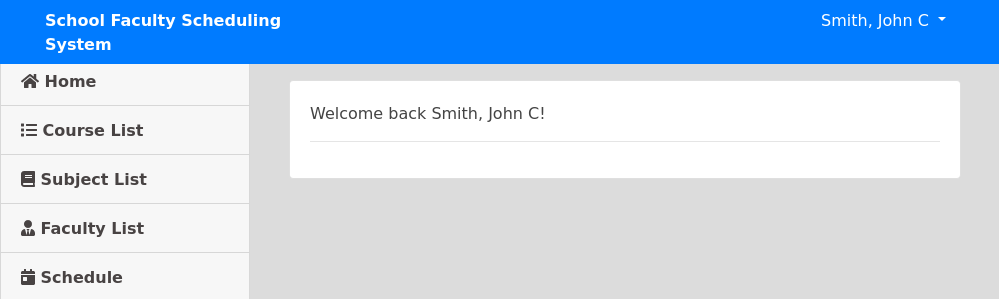 School Faculty Scheduling
System
Smith, John C
Home
Course List
Subject List
Faculty List
Schedule
Welcome back Smith, John C!